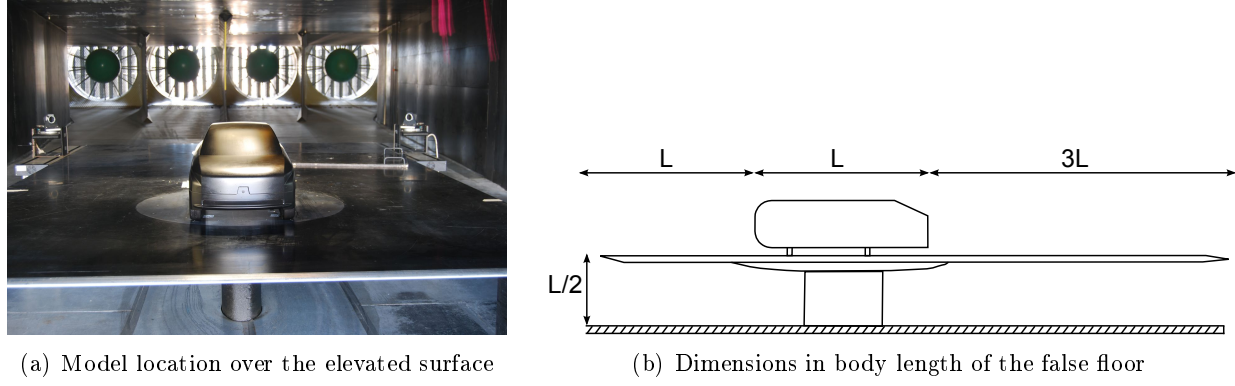 L L 3L
L/2
(a) Model location over the elevated surface (b) Dimensions in body length of the false floor